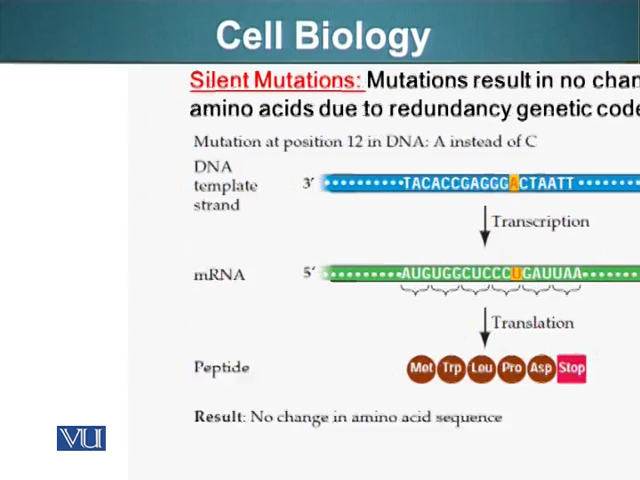 Cell Biology
Silent Mutations: Mutations result in no chan
amino acids due to redundancy genetic code
Mutation at position 12 in DNA: A instead of C
DNA
template
strand
3′ TACACCGAGGGACTAATT
Transcription
mRNA 5′ AUGUGGCUCCCUGAUUAA
Translation
Peptide Met Trp Leu Pro Asp Stop
Result: No change in amino acid sequence
VU